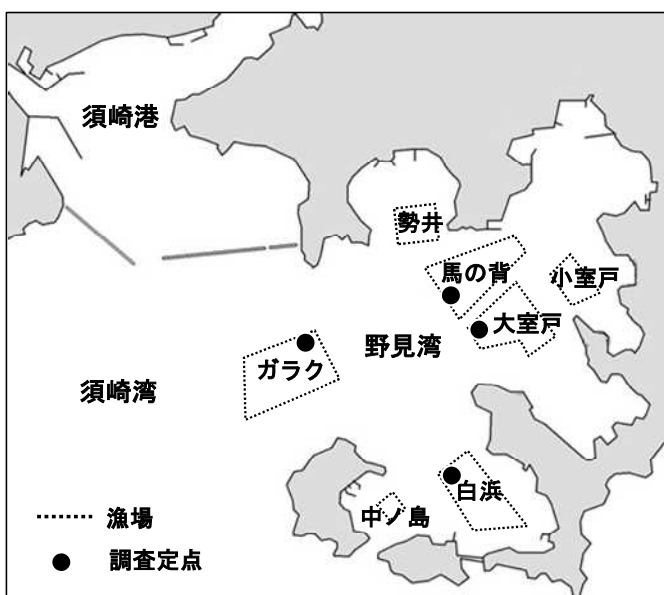 須崎港
勢井
馬の背
小室戸
大室戸
野見湾
ガラク
須崎湾
白浜
中ノ島
漁場
調査定点